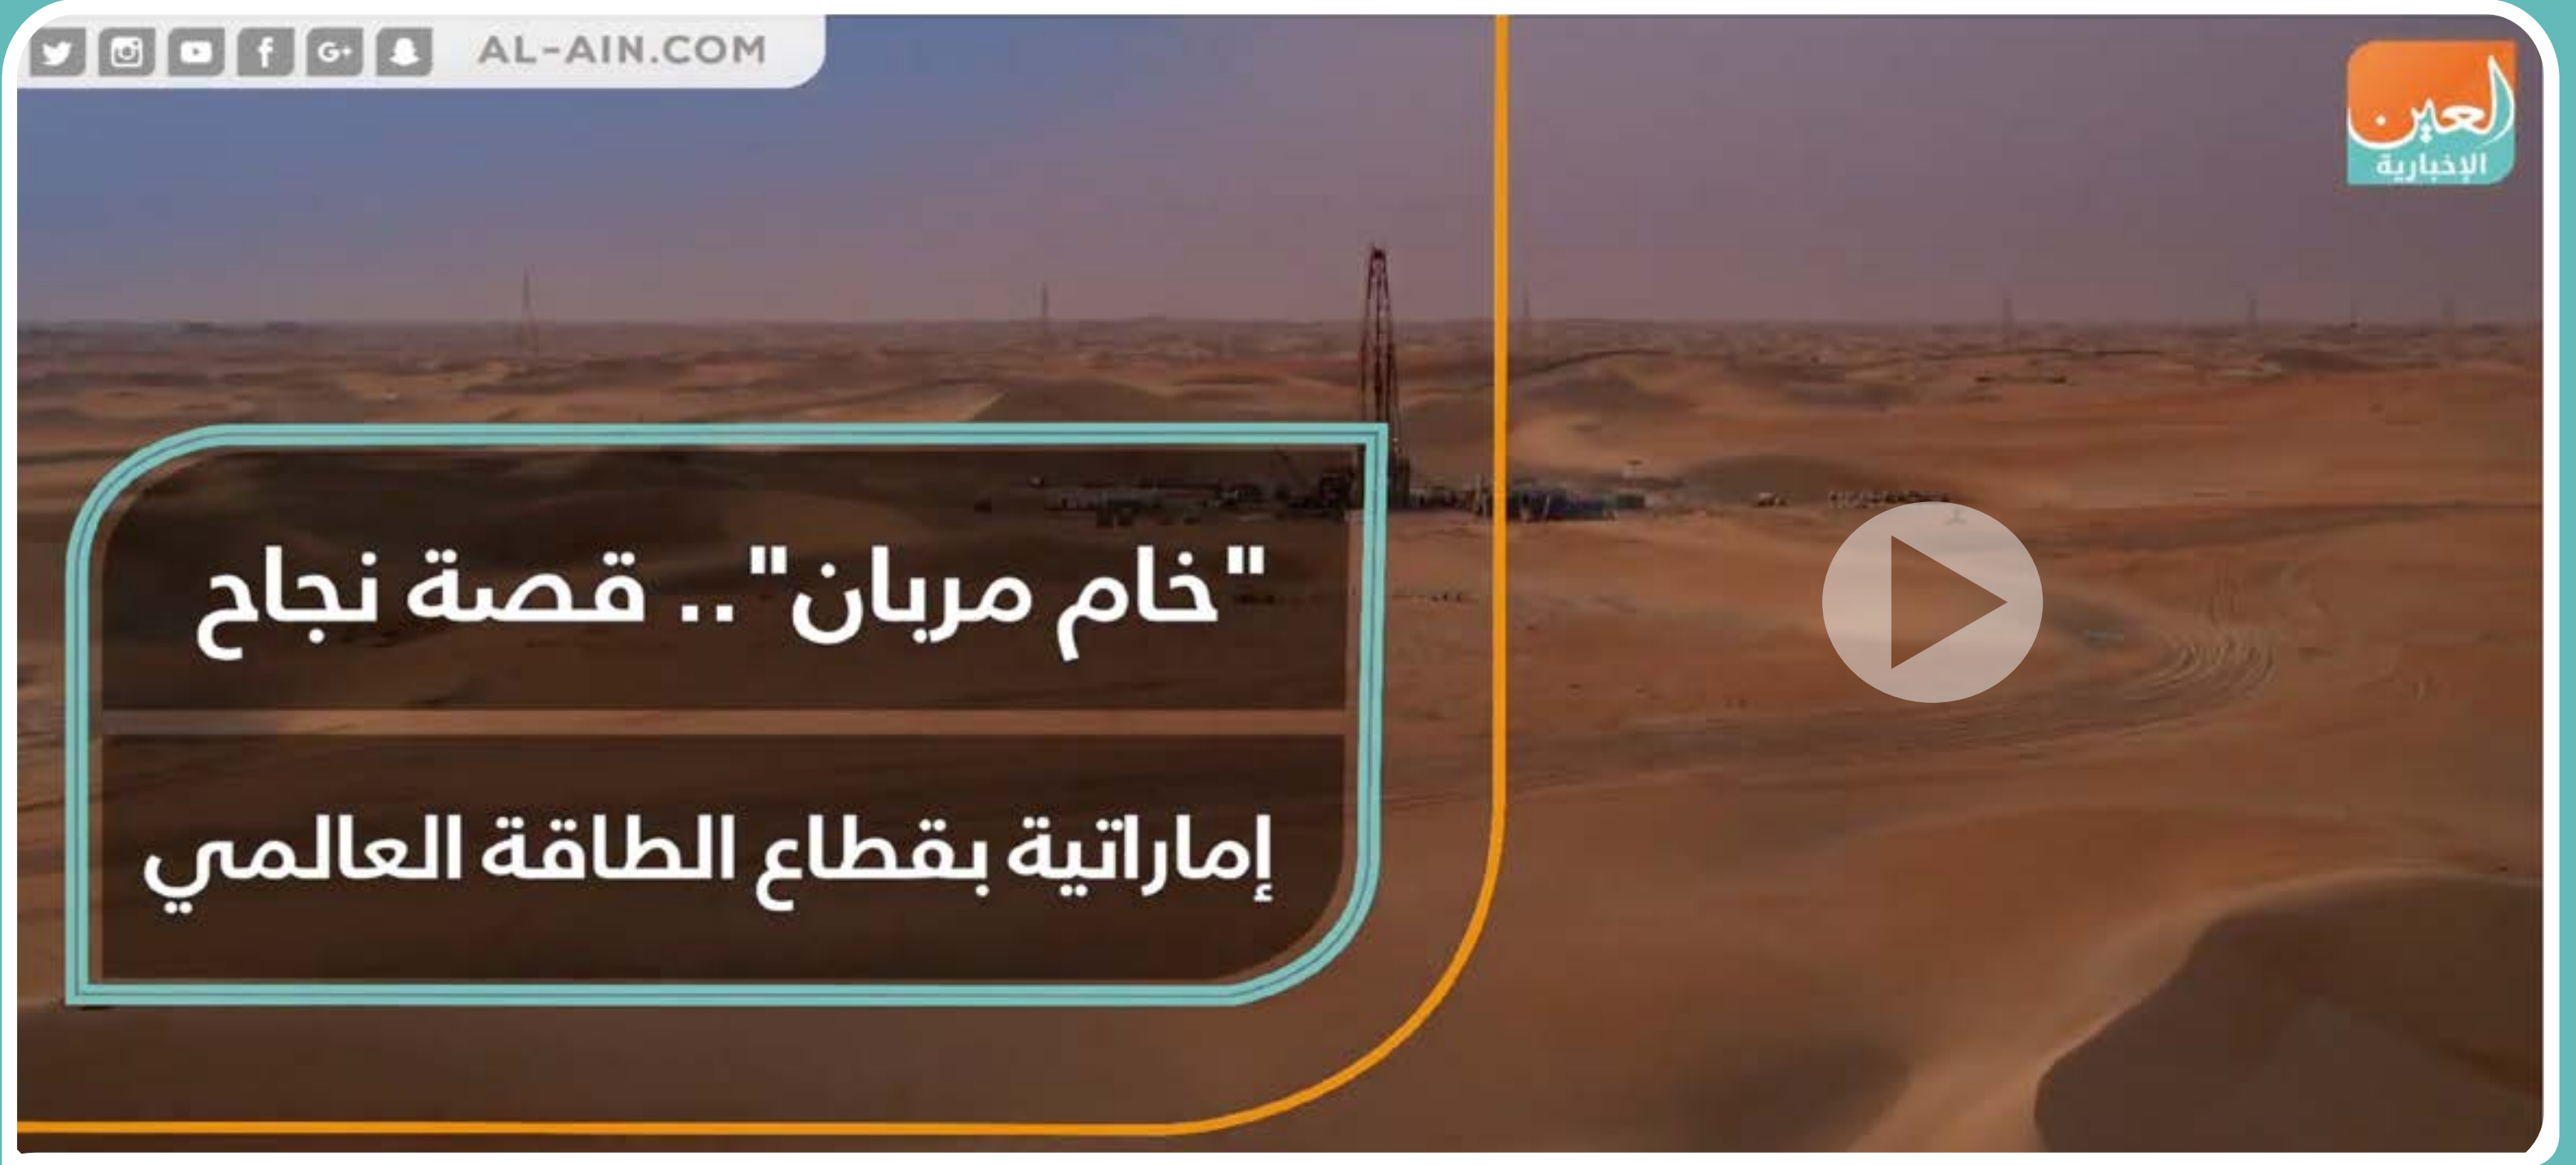 AL-AIN.COM
العين
الإخبارية
"خام مربان" .. قصة نجاح
إماراتية بقطاع الطاقة العالمي